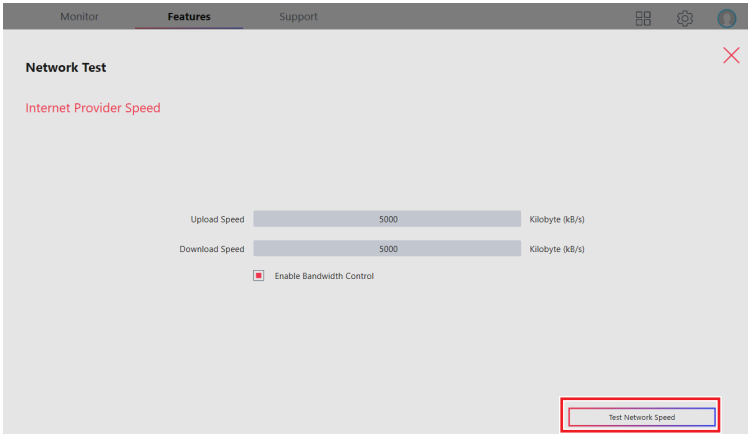 Monitor Features Support
Network Test
Internet Provider Speed
Upload Speed 5000 Kilobyte (kB/s)
Download Speed 5000 Kilobyte (kB/s)
Enable Bandwidth Control
Test Network Speed